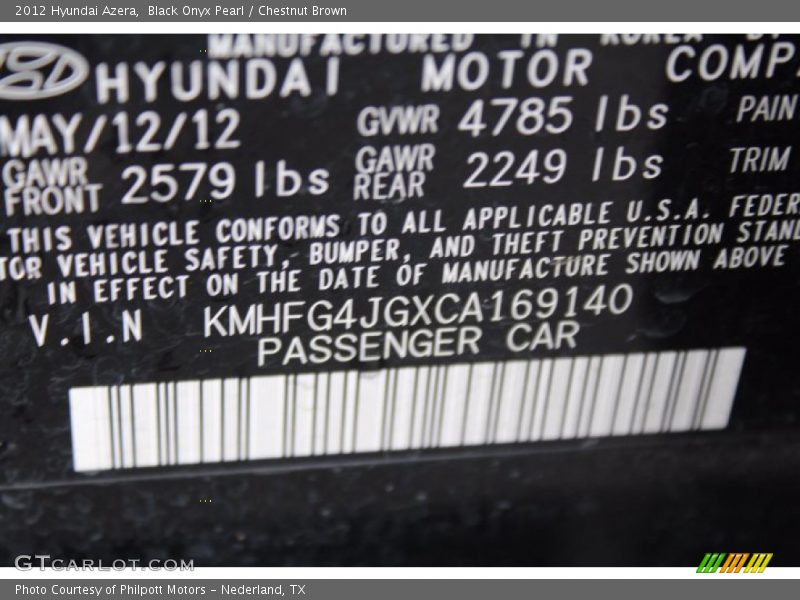 2012 Hyundai Azera, Black Onyx Pearl / Chestnut Brown
MANUFACTURED IN KOREA BY
HYUNDAI MOTOR COMP
MAY/12/12 GVWR 4785 lbs PAIN
GAWR FRONT 2579 lbs GAWR REAR 2249 lbs TRIM
THIS VEHICLE CONFORMS TO ALL APPLICABLE U.S.A. FEDER
TOR VEHICLE SAFETY, BUMPER, AND THEFT PREVENTION STAN
IN EFFECT ON THE DATE OF MANUFACTURE SHOWN ABOVE
V.I.N KMHFG4JGXCA169140
PASSENGER CAR
GTCARLOT.COM
Photo Courtesy of Philpott Motors - Nederland, TX